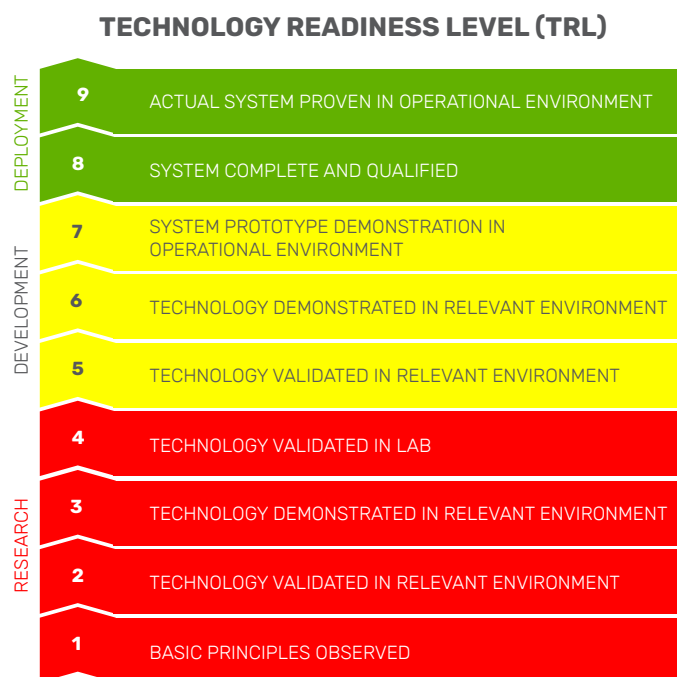 TECHNOLOGY READINESS LEVEL (TRL)
DEPLOYMENT
9
ACTUAL SYSTEM PROVEN IN OPERATIONAL ENVIRONMENT
8
SYSTEM COMPLETE AND QUALIFIED
DEVELOPMENT
7
SYSTEM PROTOTYPE DEMONSTRATION IN
OPERATIONAL ENVIRONMENT
6
TECHNOLOGY DEMONSTRATED IN RELEVANT ENVIRONMENT
5
TECHNOLOGY VALIDATED IN RELEVANT ENVIRONMENT
RESEARCH
4
TECHNOLOGY VALIDATED IN LAB
3
TECHNOLOGY DEMONSTRATED IN RELEVANT ENVIRONMENT
2
TECHNOLOGY VALIDATED IN RELEVANT ENVIRONMENT
1
BASIC PRINCIPLES OBSERVED